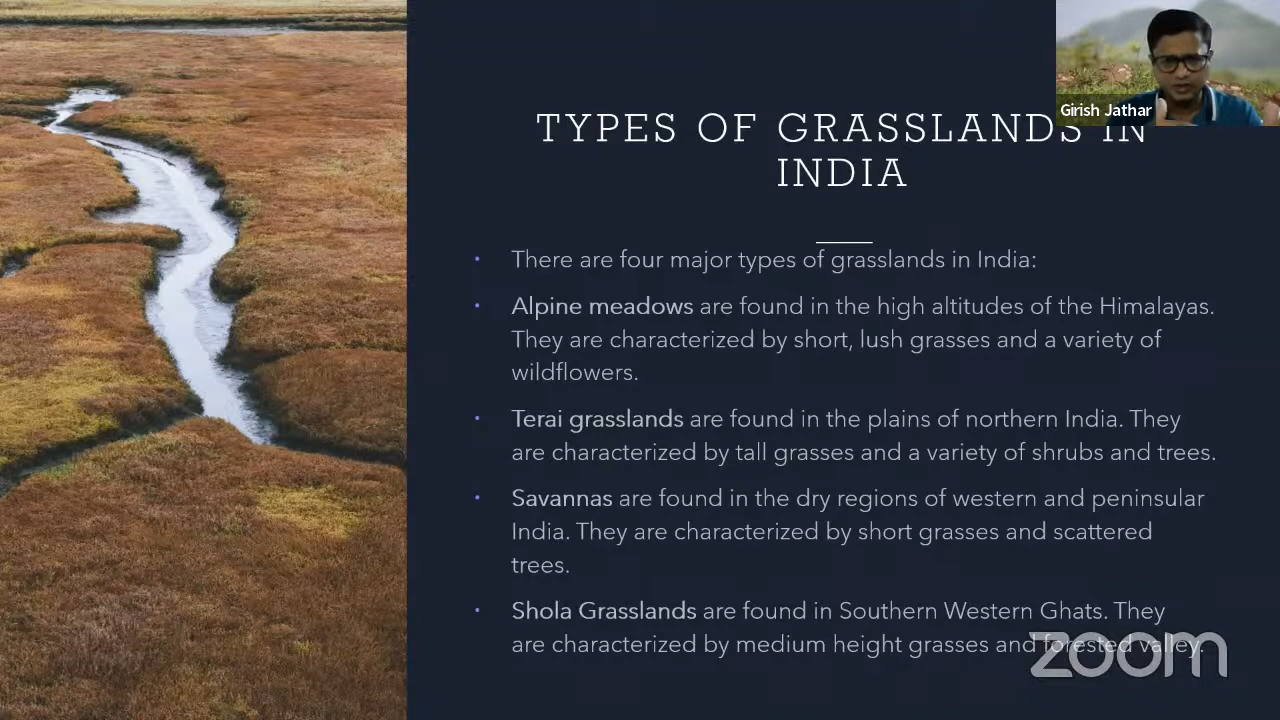 Girish Jathar
TYPES OF GRASSLANDS IN
INDIA
• There are four major types of grasslands in India:
• Alpine meadows are found in the high altitudes of the Himalayas.
They are characterized by short, lush grasses and a variety of
wildflowers.
• Terai grasslands are found in the plains of northern India. They
are characterized by tall grasses and a variety of shrubs and trees.
• Savannas are found in the dry regions of western and peninsular
India. They are characterized by short grasses and scattered
trees.
• Shola Grasslands are found in Southern Western Ghats. They
are characterized by medium height grasses and forested valley.
zoom